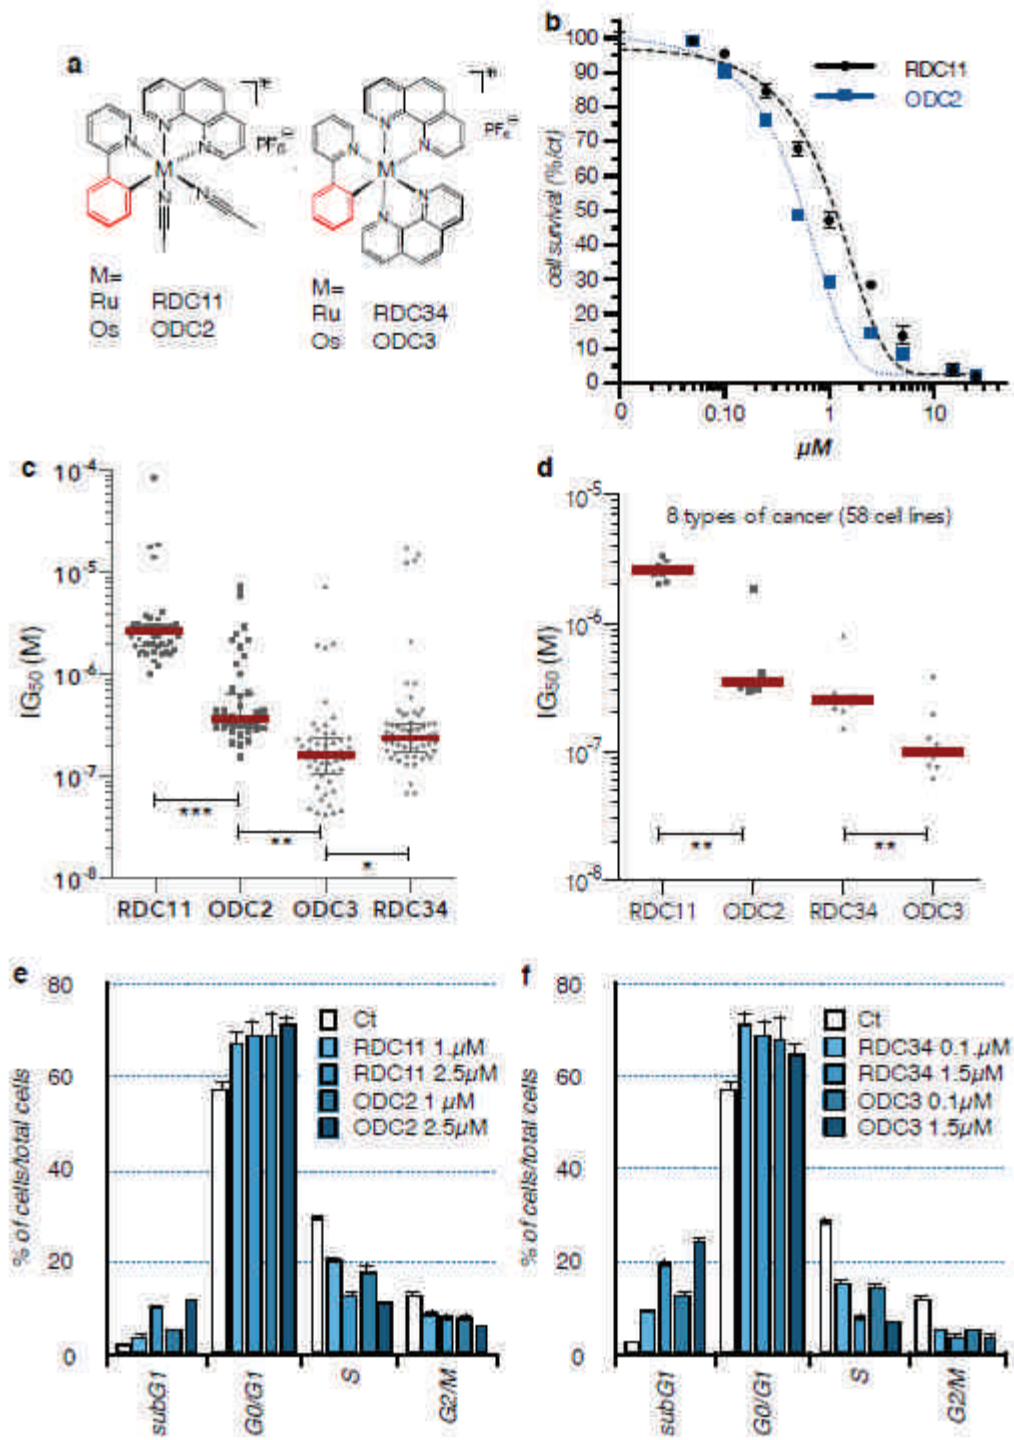 a
N
N
N
M
N
N
PF6 ⊖
M=
Ru RDC11
Os ODC2
N
N
N
M
N
N
PF6 ⊖
M=
Ru RDC34
Os ODC3
b
100
90
80
70
60
50
40
30
20
10
0
cell survival (%/ct)
RDC11
ODC2
0 0.10 1 10
µM
c
10-4
10-5
10-6
10-7
10-8
IG50 (M)
***
**
*
RDC11 ODC2 ODC3 RDC34
d
10-5
10-6
10-7
10-8
IG50 (M)
8 types of cancer (58 cell lines)
**
**
RDC11 ODC2 RDC34 ODC3
e
80
60
40
20
0
% of cells/total cells
Ct
RDC11 1.µM
RDC11 2.5µM
ODC2 1 µM
ODC2 2.5µM
subG1 G0/G1 S G2/M
f
80
60
40
20
0
% of cells/total cells
Ct
RDC34 0.1.µM
RDC34 1.5µM
ODC3 0.1µM
ODC3 1.5µM
subG1 G0/G1 S G2/M